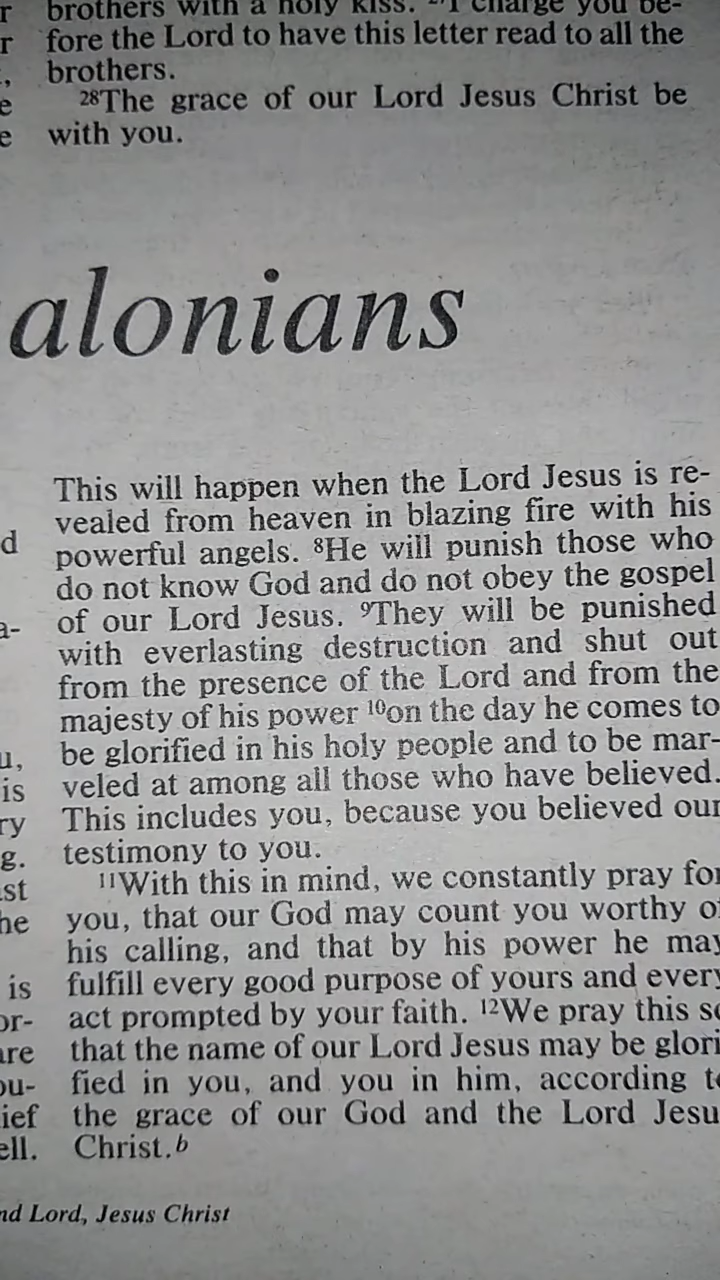 brothers with a holy kiss. I charge you be-
fore the Lord to have this letter read to all the
brothers.
28The grace of our Lord Jesus Christ be
with you.
alonians
This will happen when the Lord Jesus is re-
vealed from heaven in blazing fire with his
powerful angels. 8He will punish those who
do not know God and do not obey the gospel
of our Lord Jesus. 9They will be punished
with everlasting destruction and shut out
from the presence of the Lord and from the
majesty of his power 10on the day he comes to
be glorified in his holy people and to be mar-
veled at among all those who have believed.
This includes you, because you believed our
testimony to you.
11With this in mind, we constantly pray for
you, that our God may count you worthy of
his calling, and that by his power he may
fulfill every good purpose of yours and every
act prompted by your faith. 12We pray this so
that the name of our Lord Jesus may be glori
fied in you, and you in him, according to
the grace of our God and the Lord Jesu
Christ.b
nd Lord, Jesus Christ